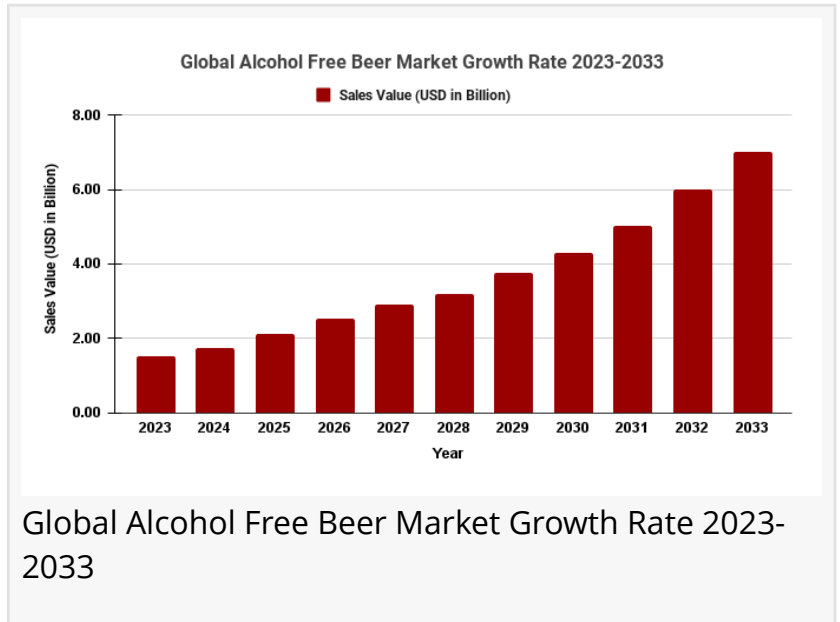 Global Alcohol Free Beer Market Growth Rate 2023-2033
Sales Value (USD in Billion)
Sales Value (USD in Billion)
8.00
6.00
4.00
2.00
0.00
2023 2024 2025 2026 2027 2028 2029 2030 2031 2032 2033
Year
Global Alcohol Free Beer Market Growth Rate 2023-
2033